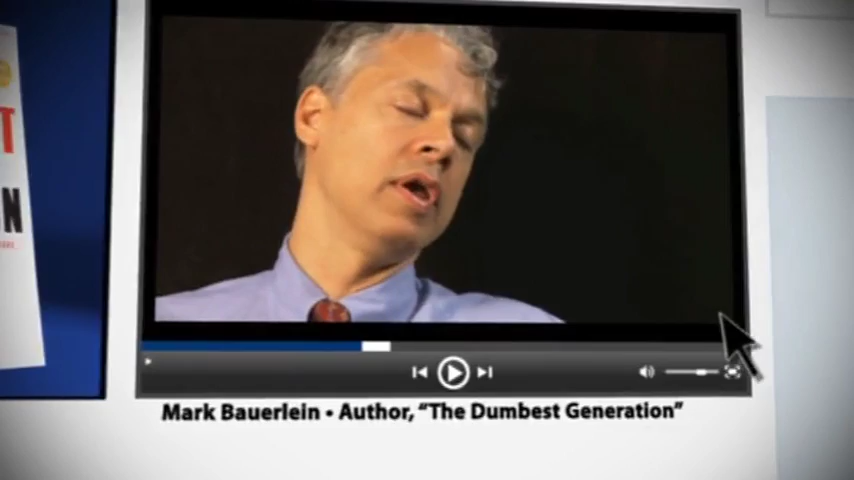 T
N
Mark Bauerlein • Author, “The Dumbest Generation”